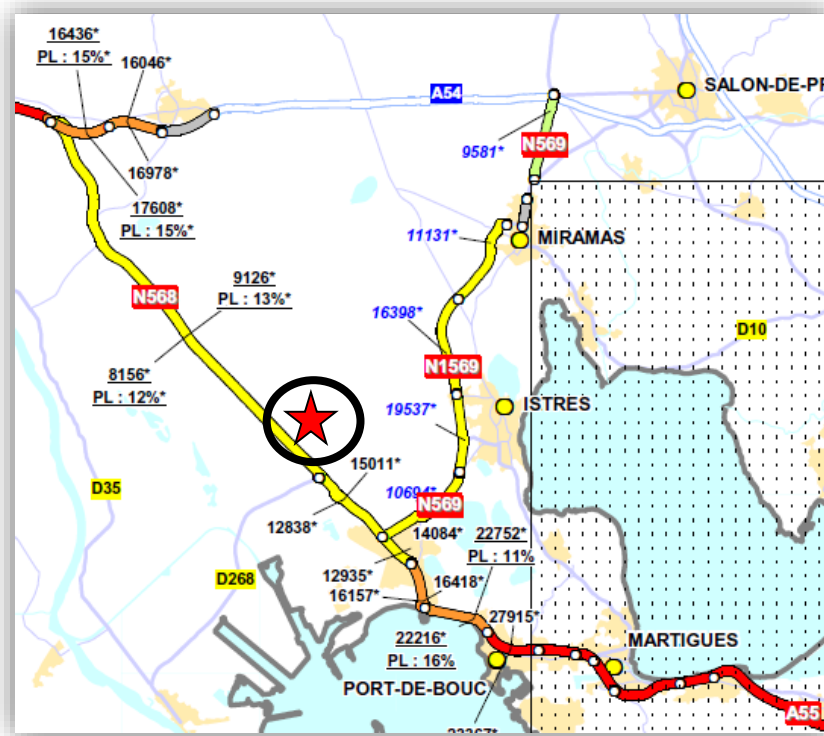 16436*
PL : 15%*
16046*
A54
SALON-DE-PR
9581*
N569
16978*
17608*
PL : 15%*
11131*
MIRAMAS
9126*
PL : 13%*
N568
16398*
D10
8156*
PL : 12%*
N1569
ISTRES
19537*
15011*
D35
10694*
N569
12838*
14084*
22752*
PL : 11%
D268
12935*
16157*
16418*
27915*
22216*
PL : 16%
MARTIGUES
PORT-DE-BOUC
A55